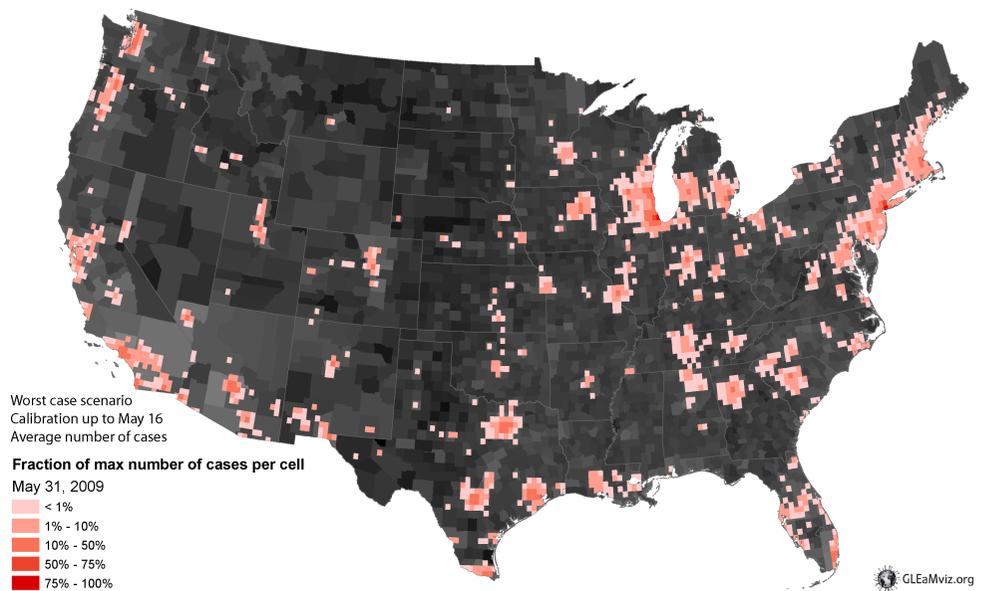 Worst case scenario
Calibration up to May 16
Average number of cases
Fraction of max number of cases per cell
May 31, 2009
< 1%
1% - 10%
10% - 50%
50% - 75%
75% - 100%
GLEaMviz.org